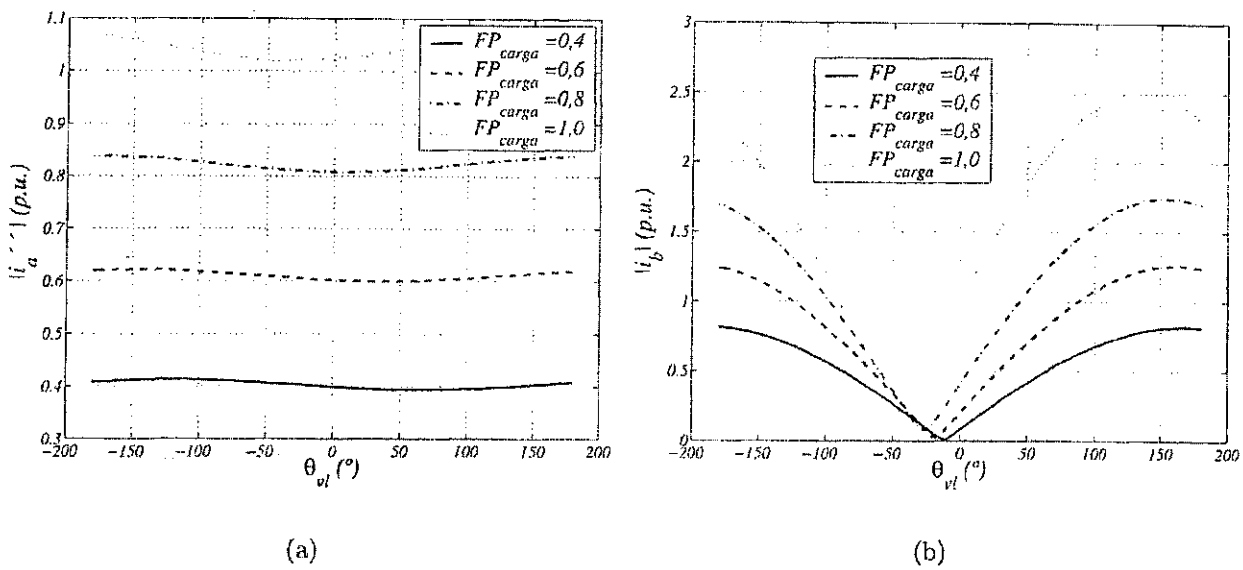 1.1
1
0.9
0.8
0.7
0.6
0.5
0.4
0.3
|i_a´´| (p.u.)
−200 −150 −100 −50 0 50 100 150 200
θ_vl (º)
FP_carga=0,4
FP_carga=0,6
FP_carga=0,8
FP_carga=1,0
(a)
3
2.5
2
1.5
1
0.5
0
|i_b| (p.u.)
−200 −150 −100 −50 0 50 100 150 200
θ_vl (º)
FP_carga=0,4
FP_carga=0,6
FP_carga=0,8
FP_carga=1,0
(b)